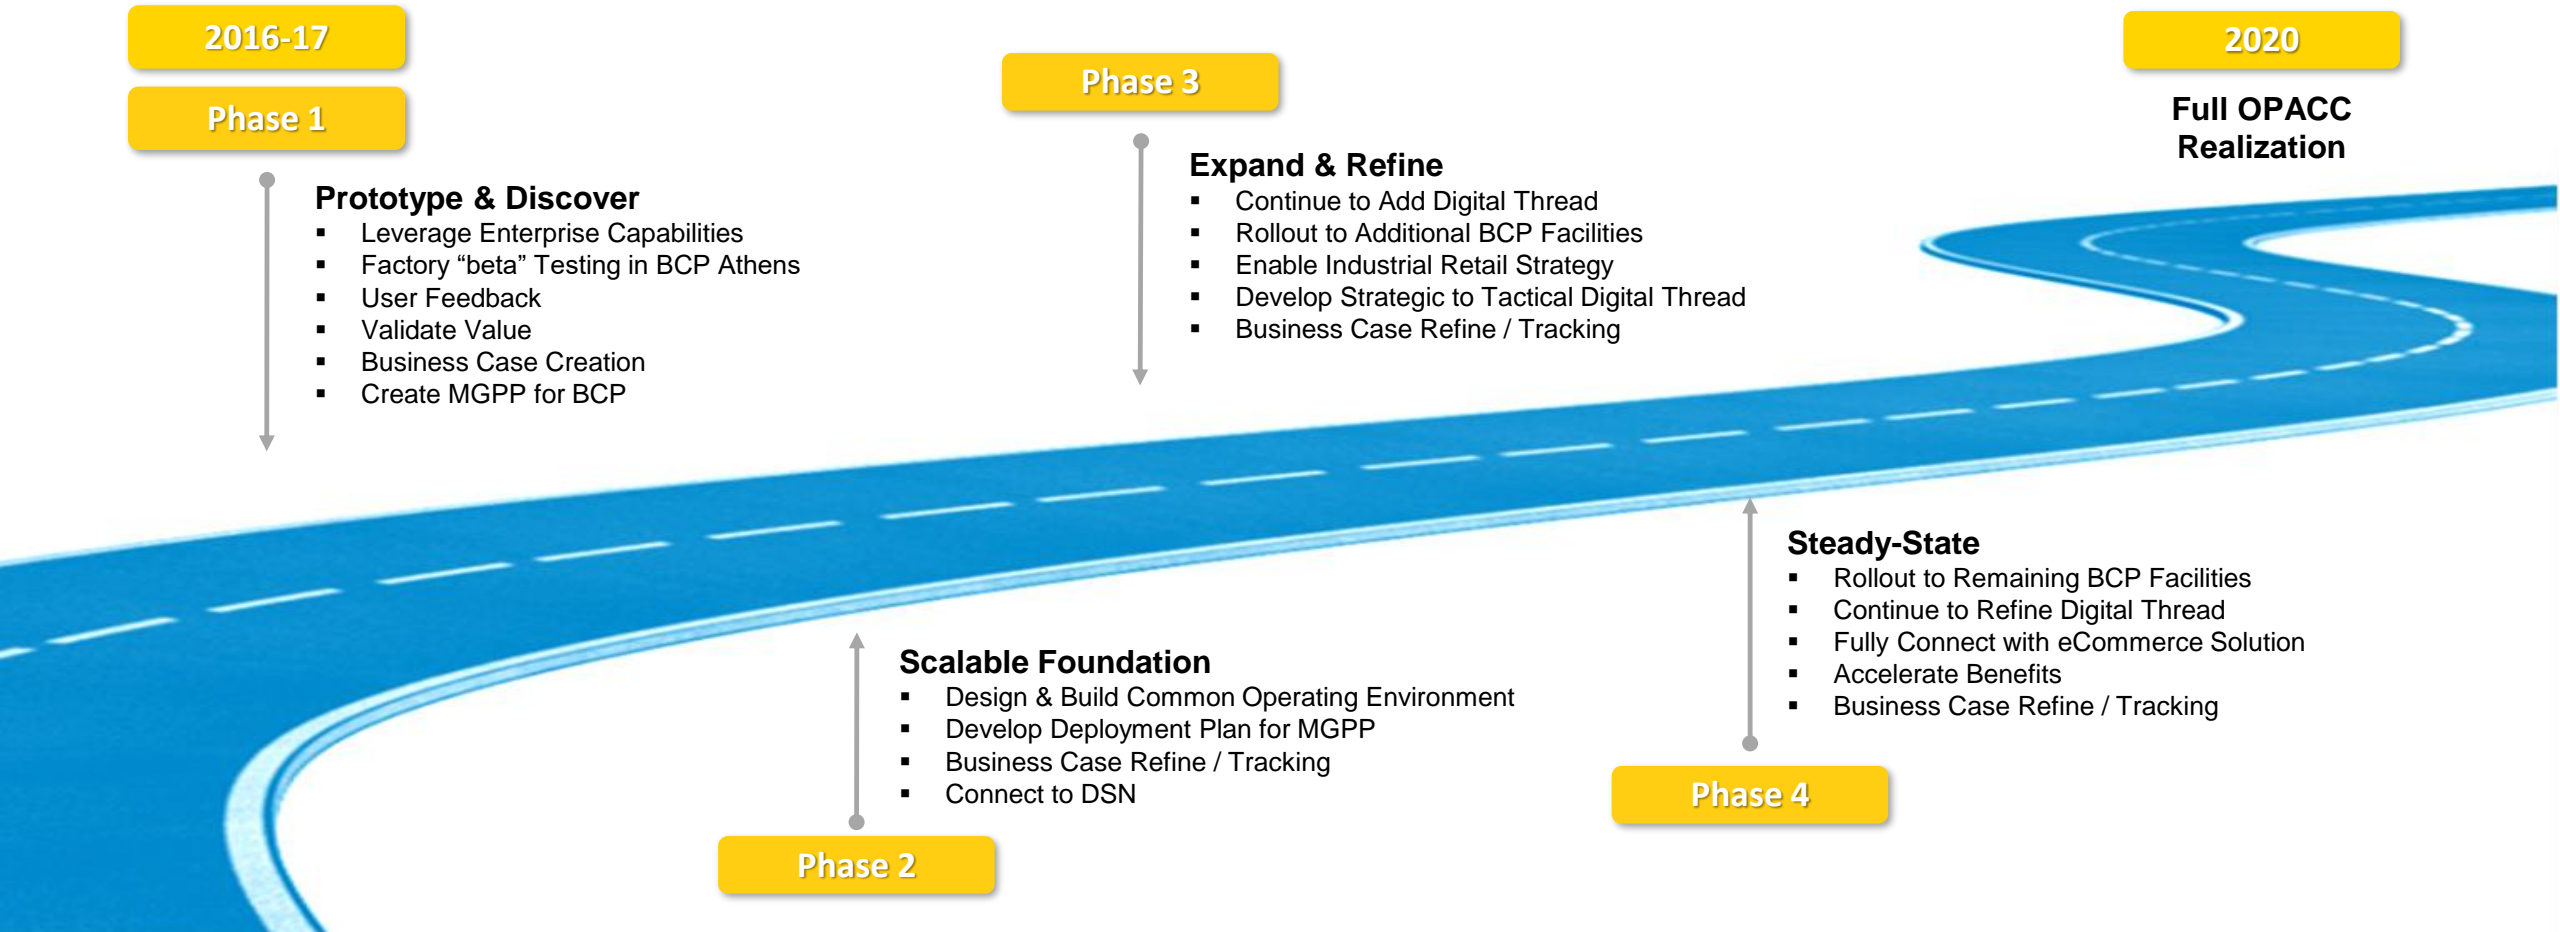 2016-17
Phase 1
Prototype & Discover
▪ Leverage Enterprise Capabilities
▪ Factory “beta” Testing in BCP Athens
▪ User Feedback
▪ Validate Value
▪ Business Case Creation
▪ Create MGPP for BCP
Phase 2
Scalable Foundation
▪ Design & Build Common Operating Environment
▪ Develop Deployment Plan for MGPP
▪ Business Case Refine / Tracking
▪ Connect to DSN
Phase 3
Expand & Refine
▪ Continue to Add Digital Thread
▪ Rollout to Additional BCP Facilities
▪ Enable Industrial Retail Strategy
▪ Develop Strategic to Tactical Digital Thread
▪ Business Case Refine / Tracking
Phase 4
Steady-State
▪ Rollout to Remaining BCP Facilities
▪ Continue to Refine Digital Thread
▪ Fully Connect with eCommerce Solution
▪ Accelerate Benefits
▪ Business Case Refine / Tracking
2020
Full OPACC
Realization